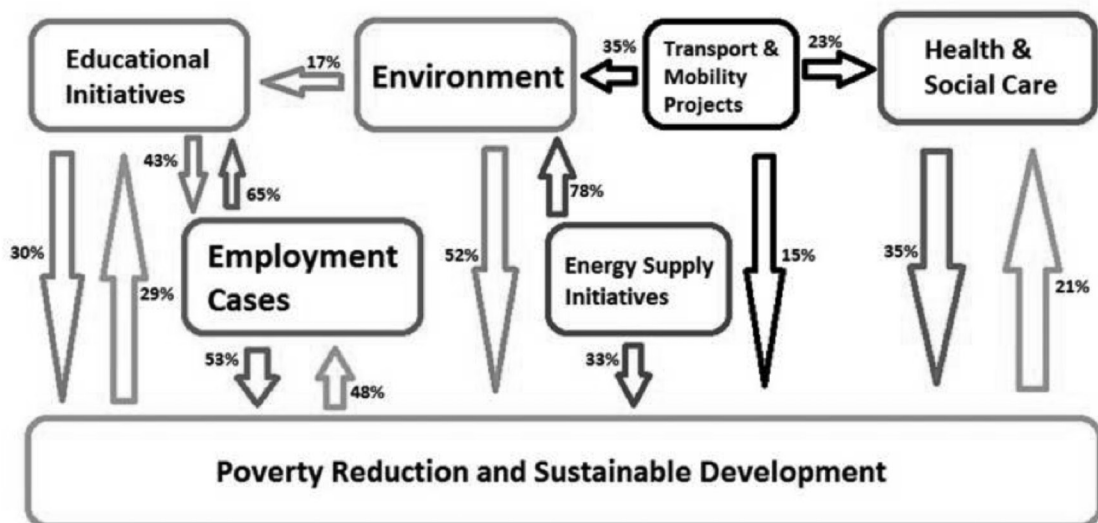 Educational
Initiatives
17%
Environment
35%
Transport &
Mobility
Projects
23%
Health &
Social Care
43%
65%
78%
30%
29%
Employment
Cases
52%
Energy Supply
Initiatives
15%
35%
21%
53%
48%
33%
Poverty Reduction and Sustainable Development